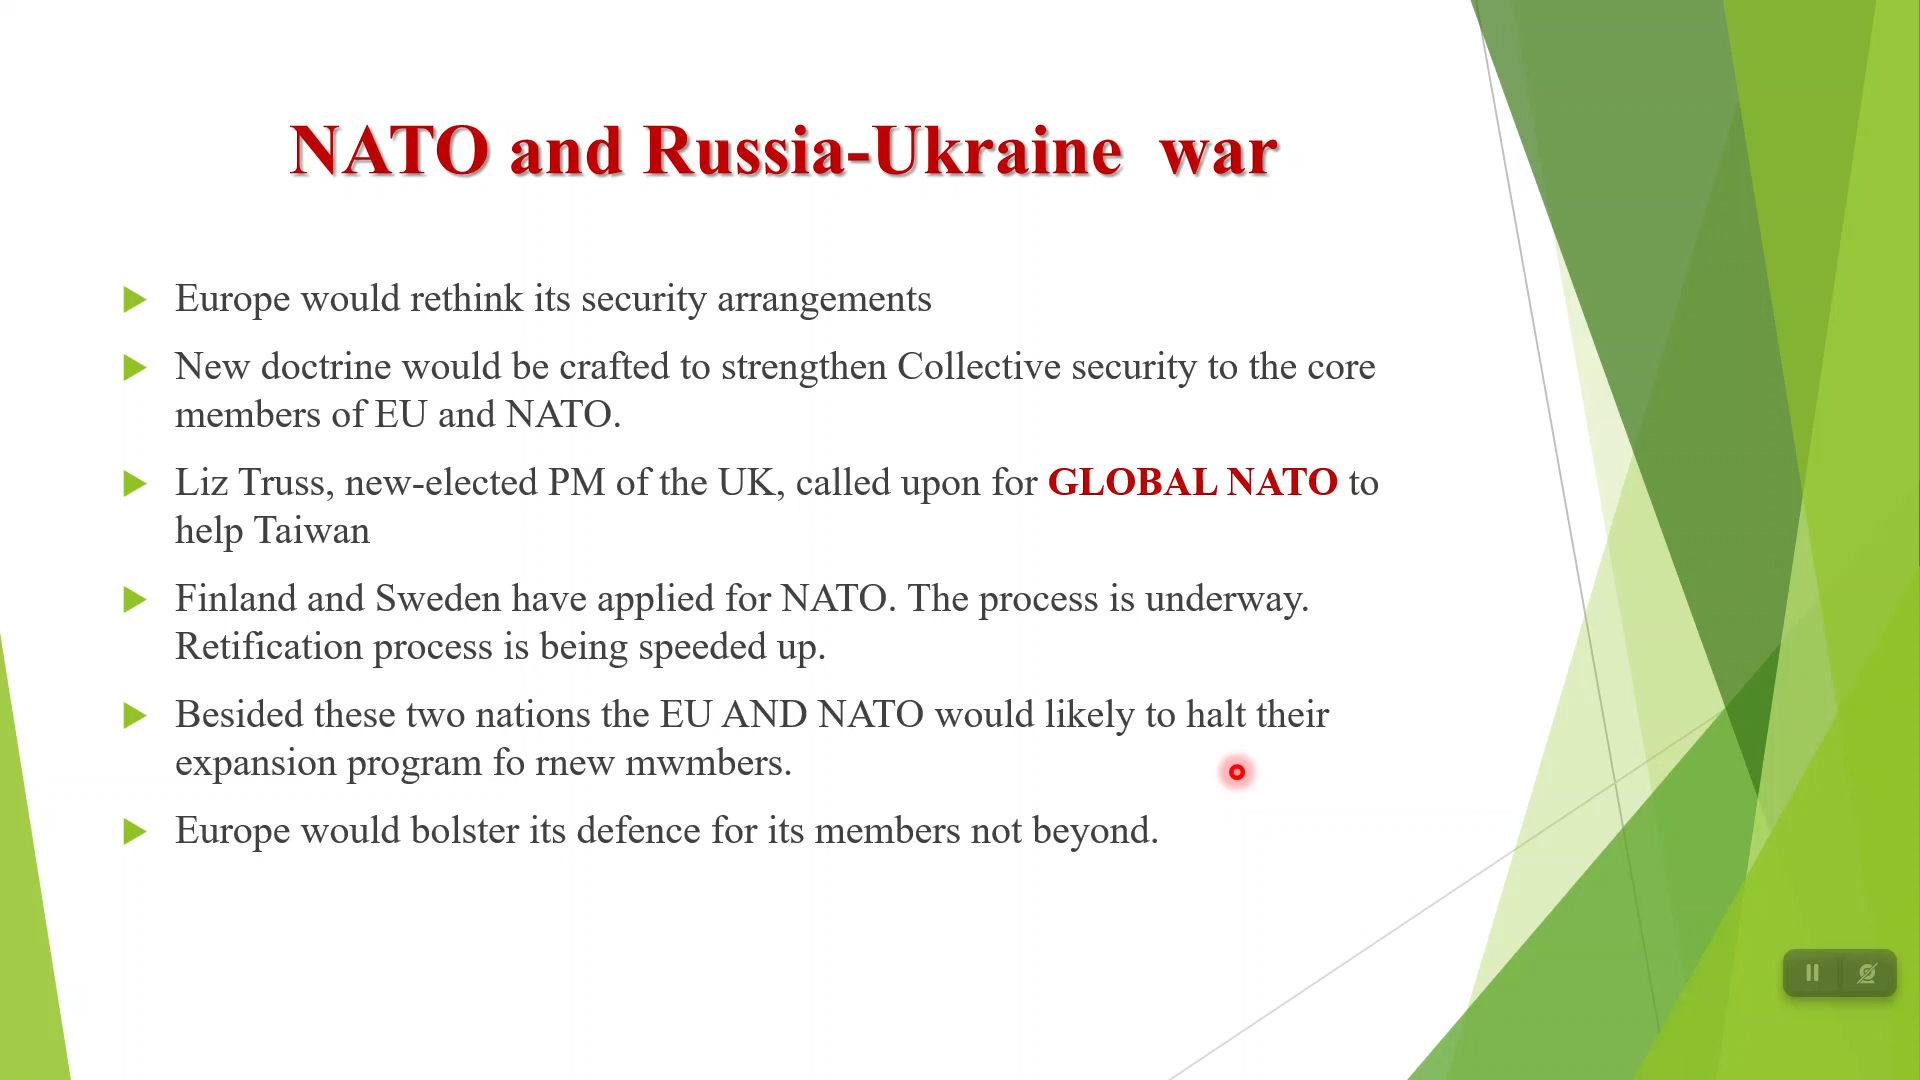 NATO and Russia-Ukraine  war
Europe would rethink its security arrangements
New doctrine would be crafted to strengthen Collective security to the core
members of EU and NATO.
Liz Truss, new-elected PM of the UK, called upon for GLOBAL NATO to
help Taiwan
Finland and Sweden have applied for NATO. The process is underway.
Retification process is being speeded up.
Besided these two nations the EU AND NATO would likely to halt their
expansion program fo rnew mwmbers.
Europe would bolster its defence for its members not beyond.